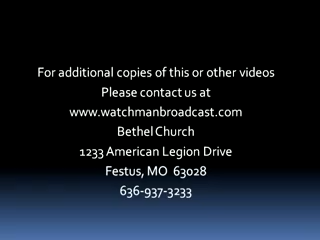 For additional copies of this or other videos
Please contact us at
www.watchmanbroadcast.com
Bethel Church
1233 American Legion Drive
Festus, MO  63028
636-937-3233